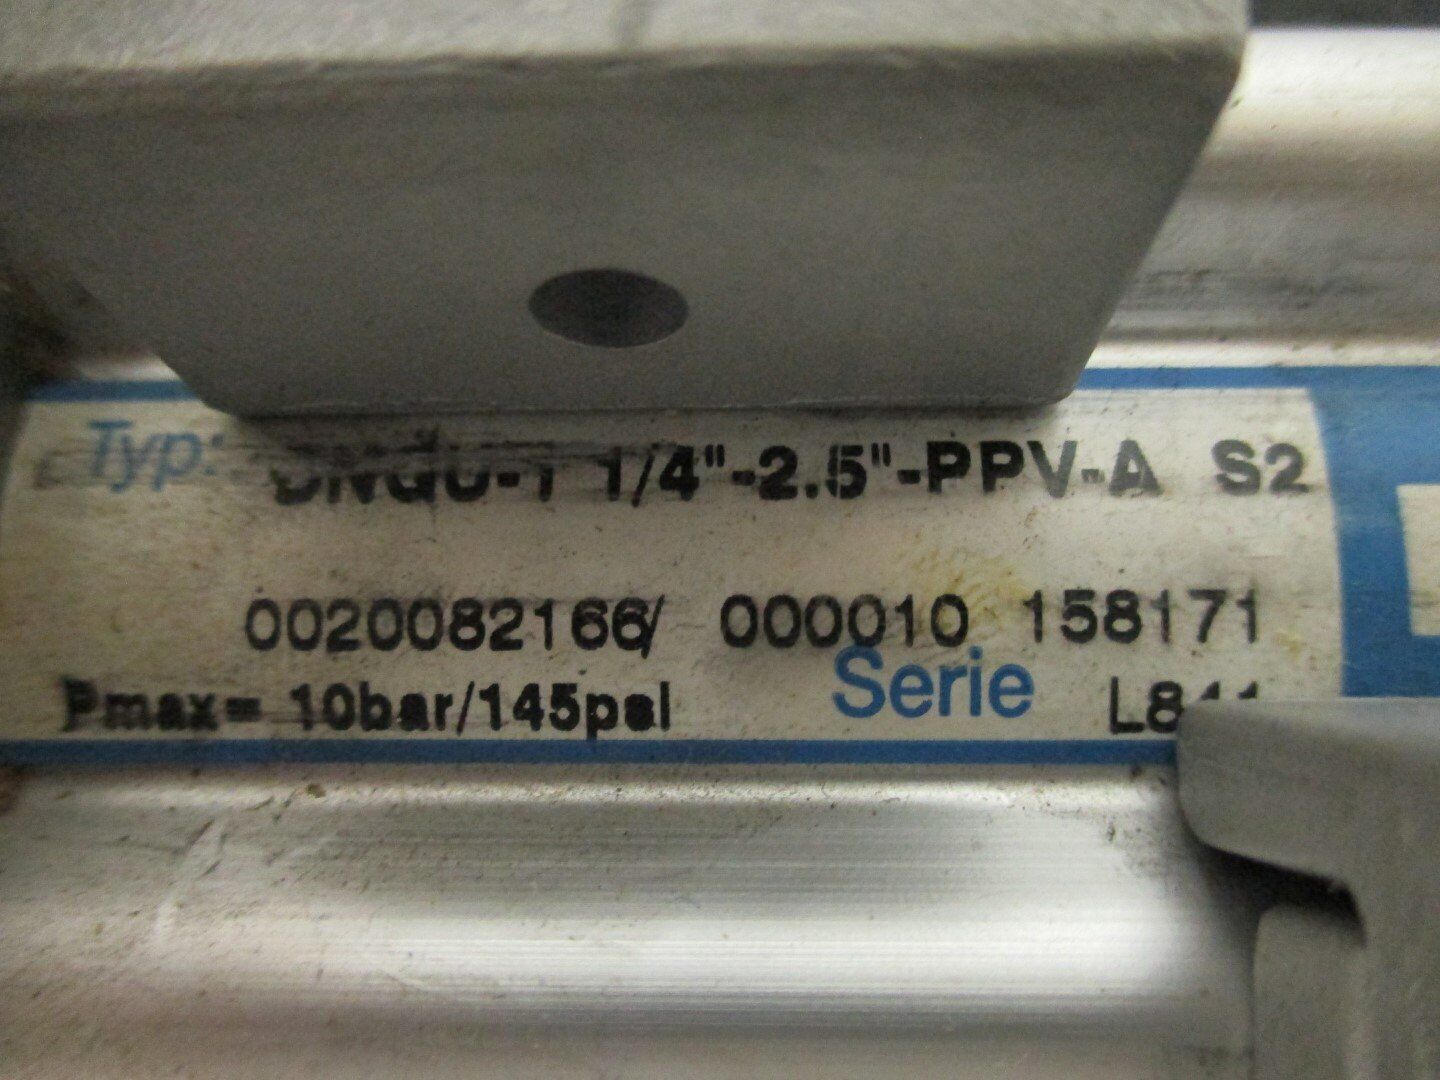 Typ: DNGU-1 1/4"-2.5"-PPV-A S2
0020082166/ 000010 158171
Pmax= 10bar/145psi Serie